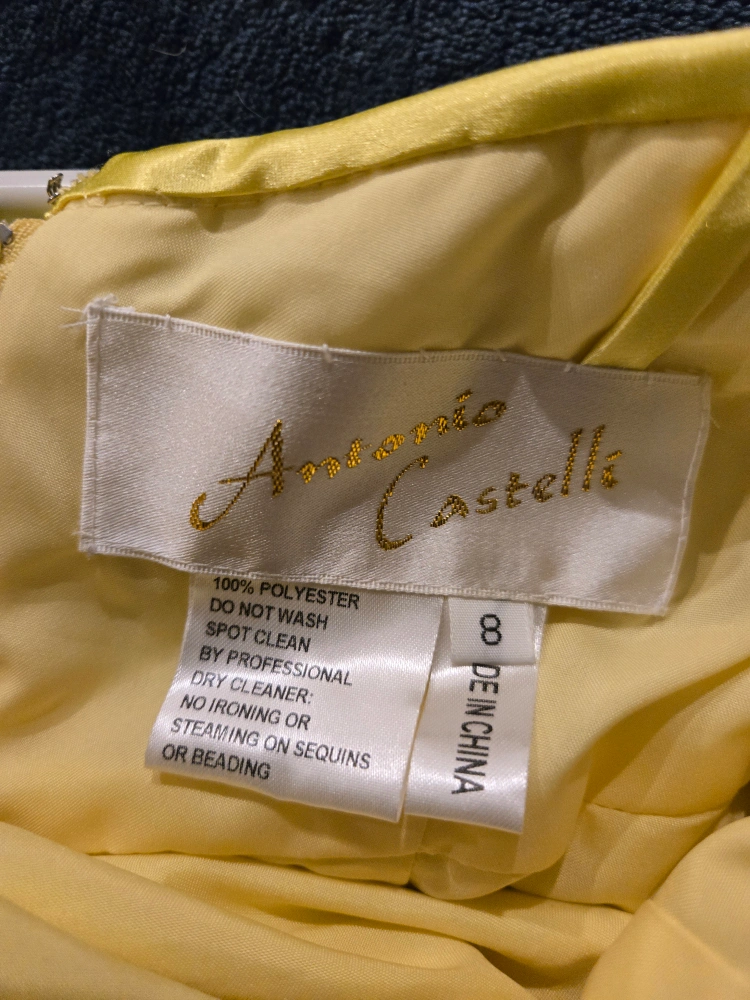 Antonio
Castelli
100% POLYESTER
DO NOT WASH
SPOT CLEAN
BY PROFESSIONAL
DRY CLEANER:
NO IRONING OR
STEAMING ON SEQUINS
OR BEADING
8
DE IN CHINA